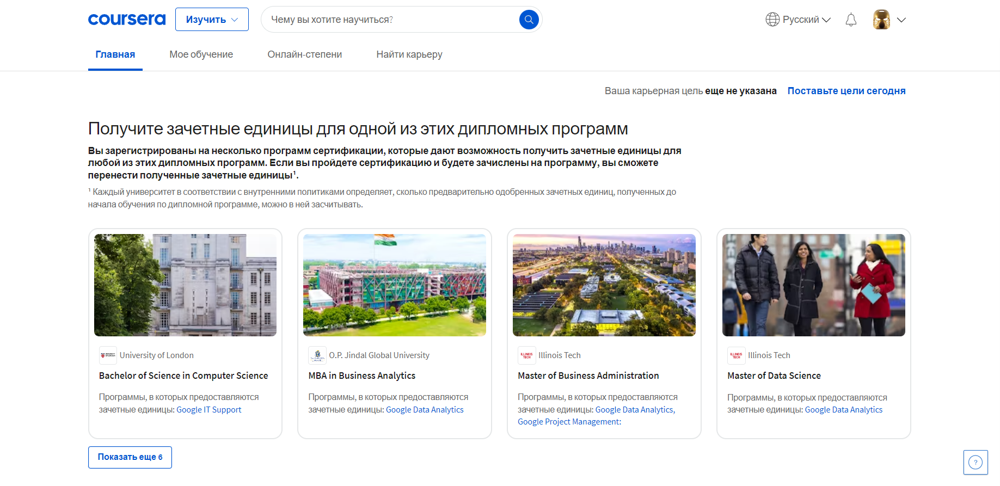 coursera
Изучить
Чему вы хотите научиться?
Русский
Главная
Мое обучение
Онлайн-степени
Найти карьеру
Ваша карьерная цель еще не указана Поставьте цели сегодня
Получите зачетные единицы для одной из этих дипломных программ
Вы зарегистрированы на несколько программ сертификации, которые дают возможность получить зачетные единицы для
любой из этих дипломных программ. Если вы пройдете сертификацию и будете зачислены на программу, вы сможете
перенести полученные зачетные единицы¹.
¹ Каждый университет в соответствии с внутренними политиками определяет, сколько предварительно одобренных зачетных единиц, полученных до
начала обучения по дипломной программе, можно в ней засчитывать.
University of London
Bachelor of Science in Computer Science
Программы, в которых предоставляются
зачетные единицы: Google IT Support
O.P. Jindal Global University
MBA in Business Analytics
Программы, в которых предоставляются
зачетные единицы: Google Data Analytics
ILLINOIS
TECH
Illinois Tech
Master of Business Administration
Программы, в которых предоставляются
зачетные единицы: Google Data Analytics,
Google Project Management:
ILLINOIS
TECH
Illinois Tech
Master of Data Science
Программы, в которых предоставляются
зачетные единицы: Google Data Analytics
Показать еще 6
?